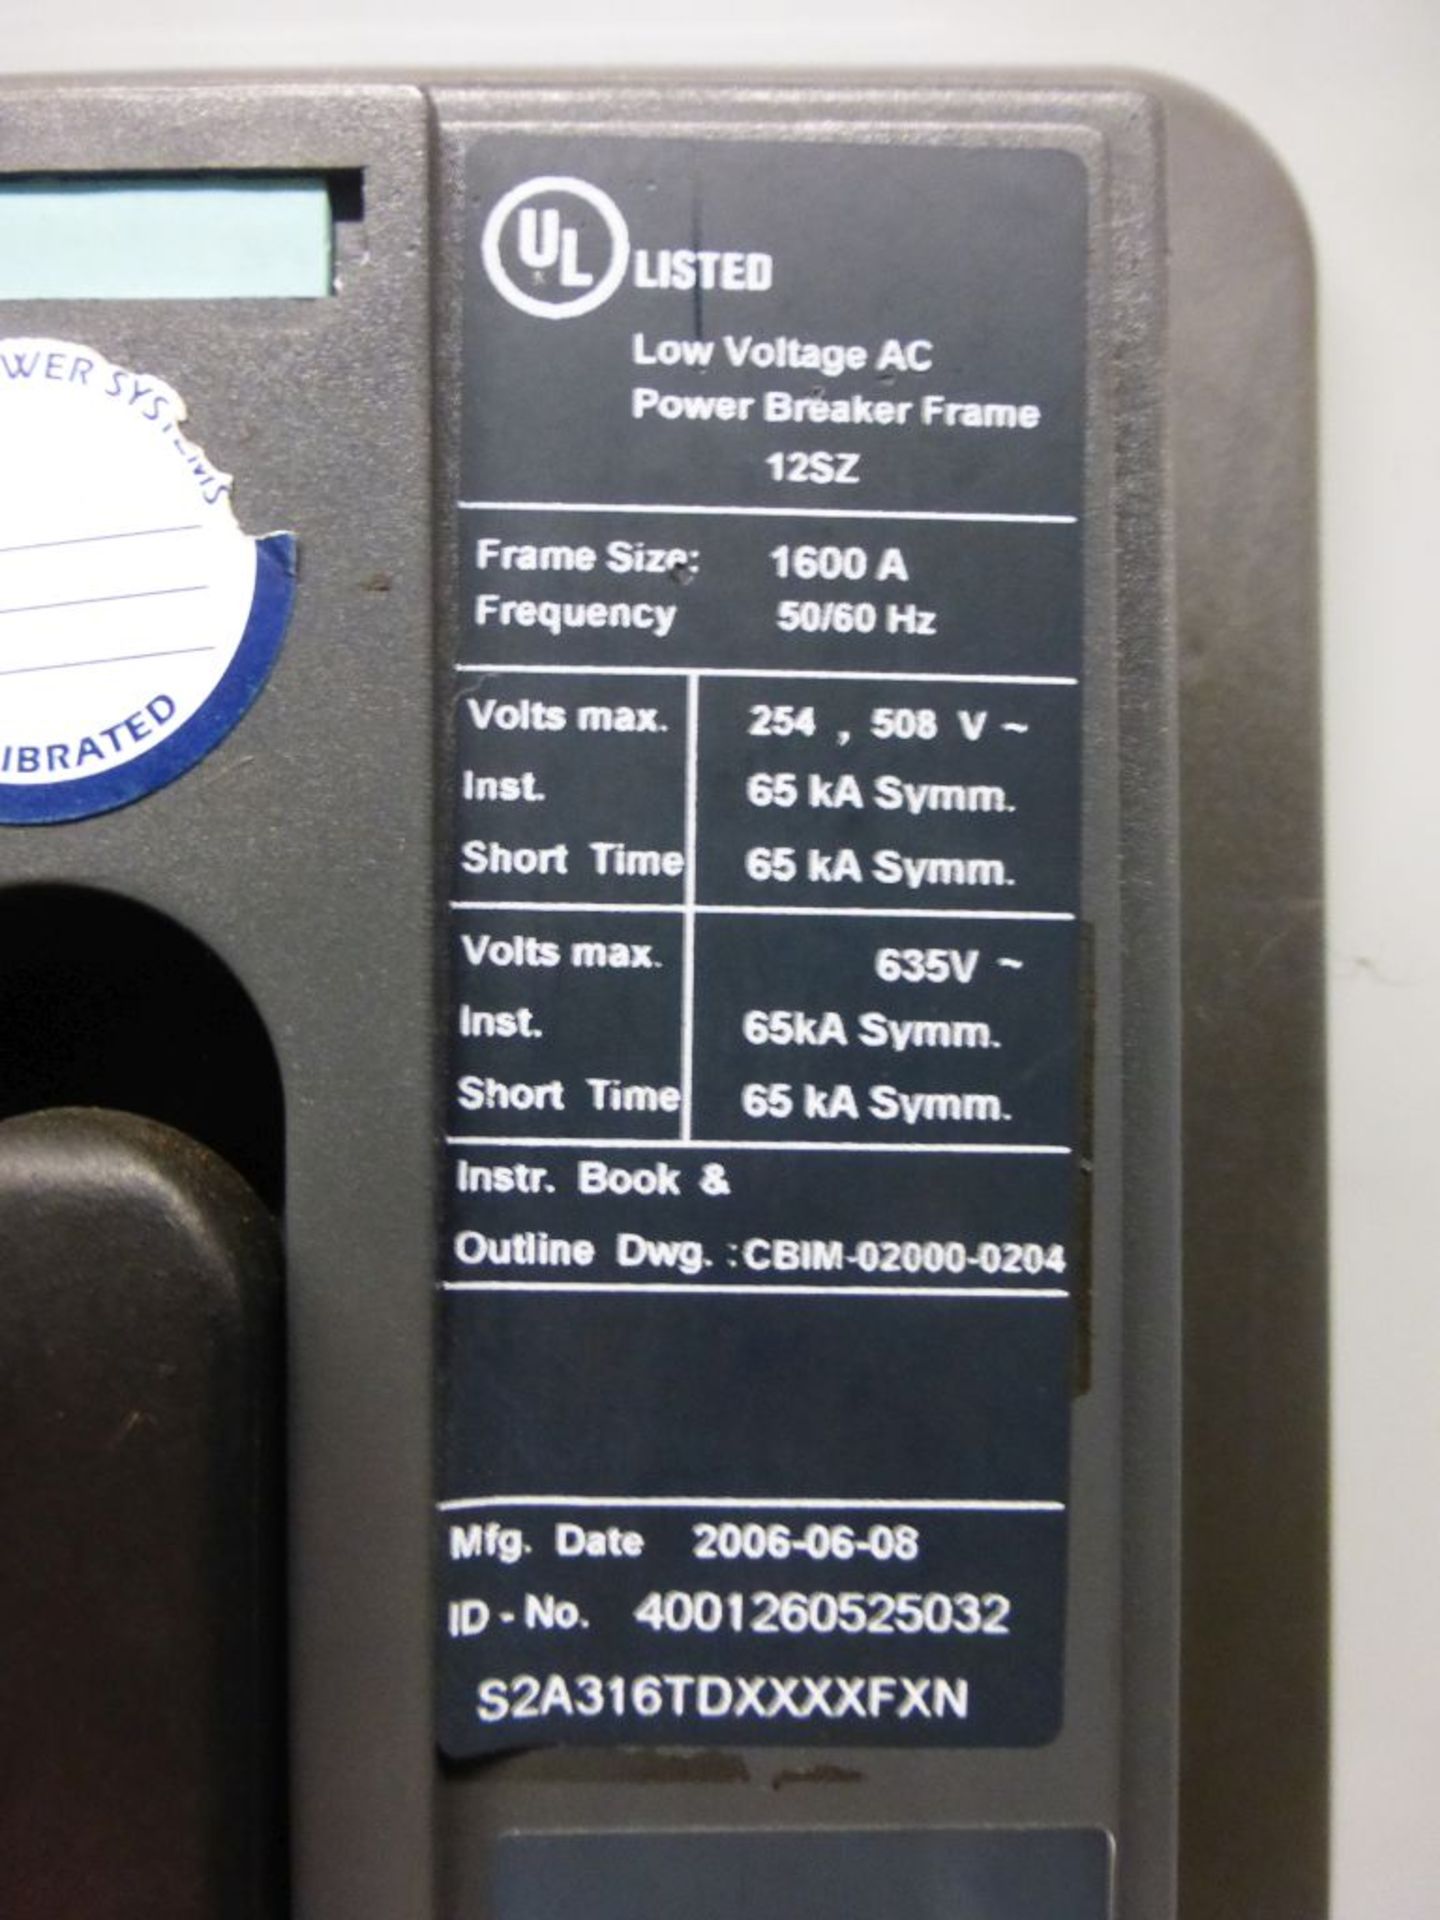 UL LISTED
Low Voltage AC
Power Breaker Frame
12SZ
Frame Size: 1600 A
Frequency 50/60 Hz
Volts max. 254 , 508 V ~
Inst. 65 kA Symm.
Short Time 65 kA Symm.
Volts max. 635V ~
Inst. 65kA Symm.
Short Time 65 kA Symm.
Instr. Book &
Outline Dwg. :CBIM-02000-0204
Mfg. Date 2006-06-08
ID - No. 4001260525032
S2A316TDXXXXFXN
WER SYSTEMS
IBRATED